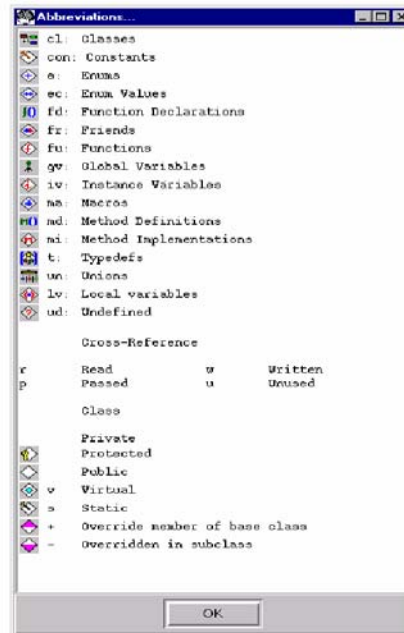 Abbreviations...
cl: Classes
con: Constants
e: Enums
ec: Enum Values
fd: Function Declarations
fr: Friends
fu: Functions
gv: Global Variables
iv: Instance Variables
ma: Macros
md: Method Definitions
mi: Method Implementations
t: Typedefs
un: Unions
lv: Local variables
ud: Undefined
Cross-Reference
r Read w Written
p Passed u Unused
Class
Private
Protected
Public
v Virtual
s Static
+ Override member of base class
- Overridden in subclass
OK